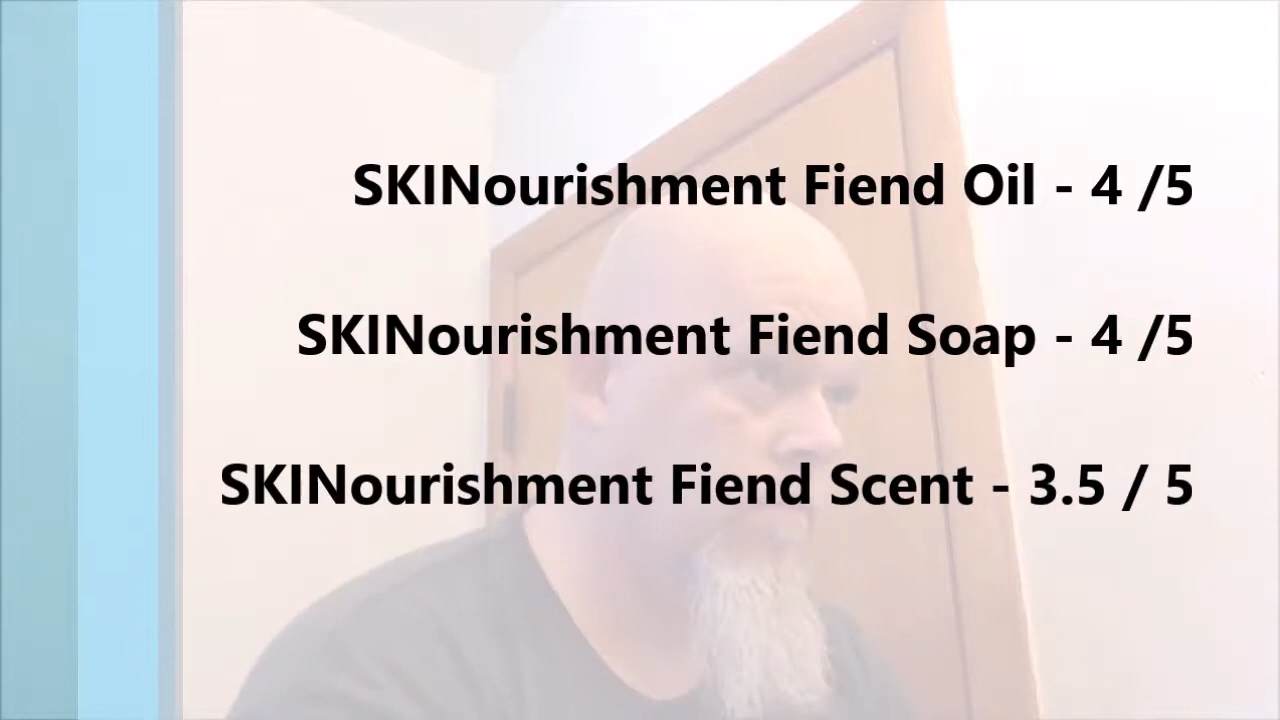 SKINourishment Fiend Oil - 4 /5
SKINourishment Fiend Soap - 4 /5
SKINourishment Fiend Scent - 3.5 / 5